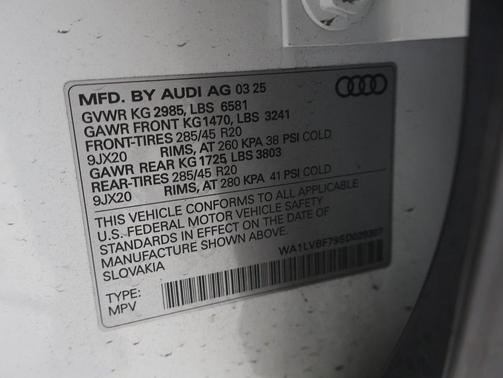 MFD. BY AUDI AG 03 25
GVWR KG 2985, LBS 6581
GAWR FRONT KG1470, LBS 3241
FRONT-TIRES 285/45 R20
9JX20 RIMS, AT 260 KPA 38 PSI COLD
GAWR REAR KG 1725 LBS 3803
REAR-TIRES 285/45 R20
9JX20 RIMS, AT 280 KPA 41 PSI COLD
THIS VEHICLE CONFORMS TO ALL APPLICABLE
U.S. FEDERAL MOTOR VEHICLE SAFETY
STANDARDS IN EFFECT ON THE DATE OF
MANUFACTURE SHOWN ABOVE.
SLOVAKIA
TYPE:
MPV